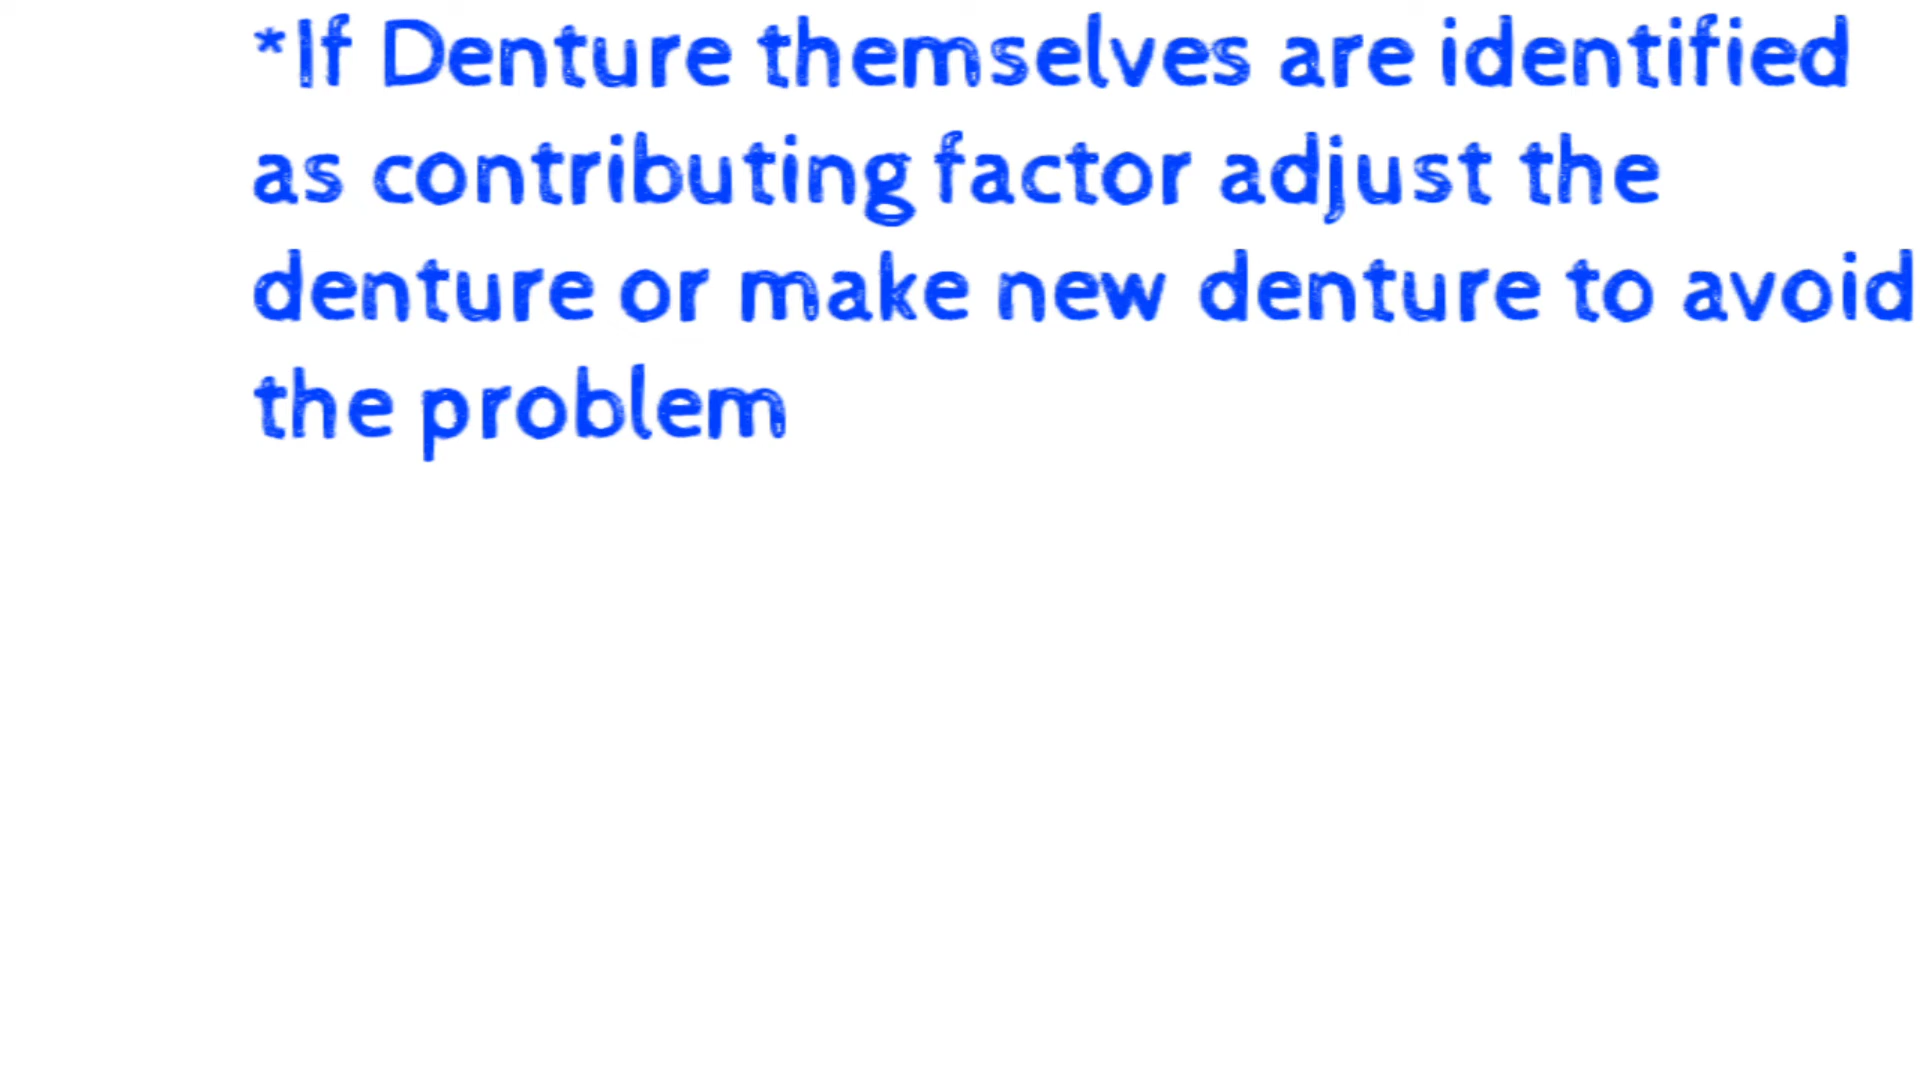 *If Denture themselves are identified
as contributing factor adjust the
denture or make new denture to avoid
the problem